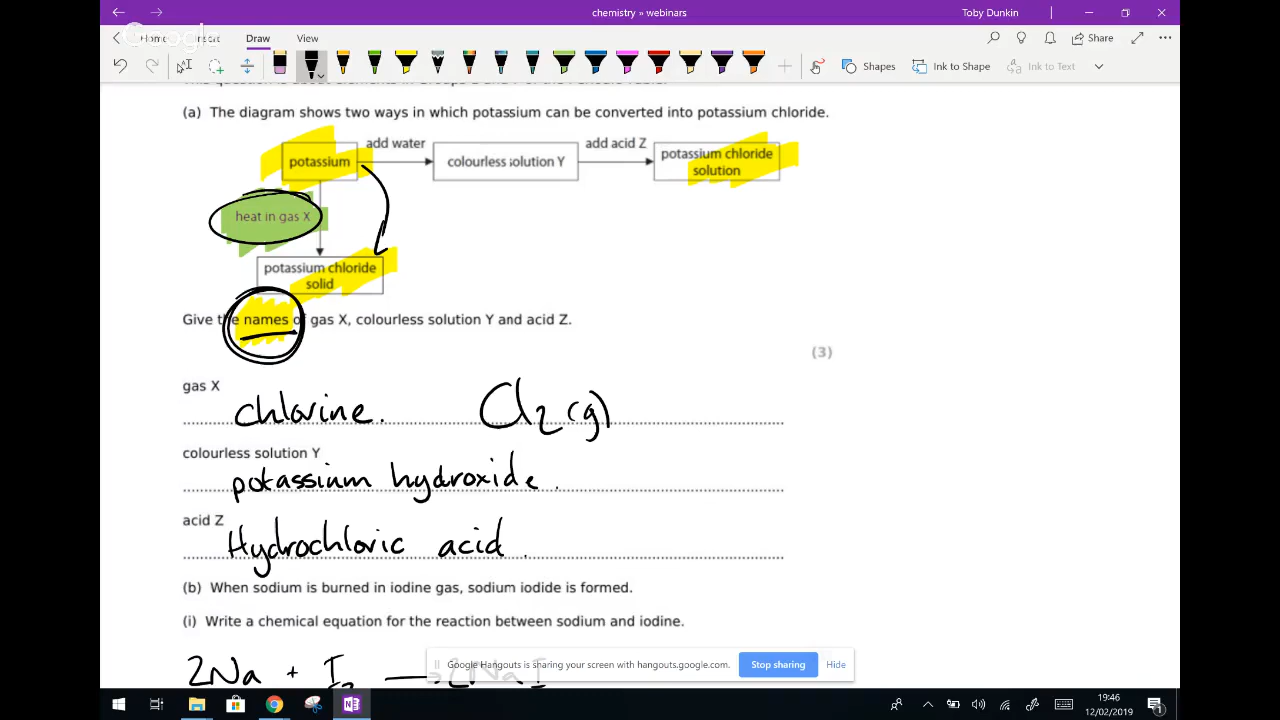 chemistry » webinars
Toby Dunkin
Google
Home Insert Draw View
Share
Shapes
Ink to Shape
Ink to Text
(a) The diagram shows two ways in which potassium can be converted into potassium chloride.
potassium
add water
colourless solution Y
add acid Z
potassium chloride
solution
heat in gas X
potassium chloride
solid
Give the names of gas X, colourless solution Y and acid Z.
(3)
gas X
chlorine. Cl2 (g)
colourless solution Y
potassium hydroxide.
acid Z
Hydrochloric acid.
(b) When sodium is burned in iodine gas, sodium iodide is formed.
(i) Write a chemical equation for the reaction between sodium and iodine.
2Na + I2 → 2NaI
Google Hangouts is sharing your screen with hangouts.google.com.
Stop sharing
Hide
19:46
12/02/2019
1